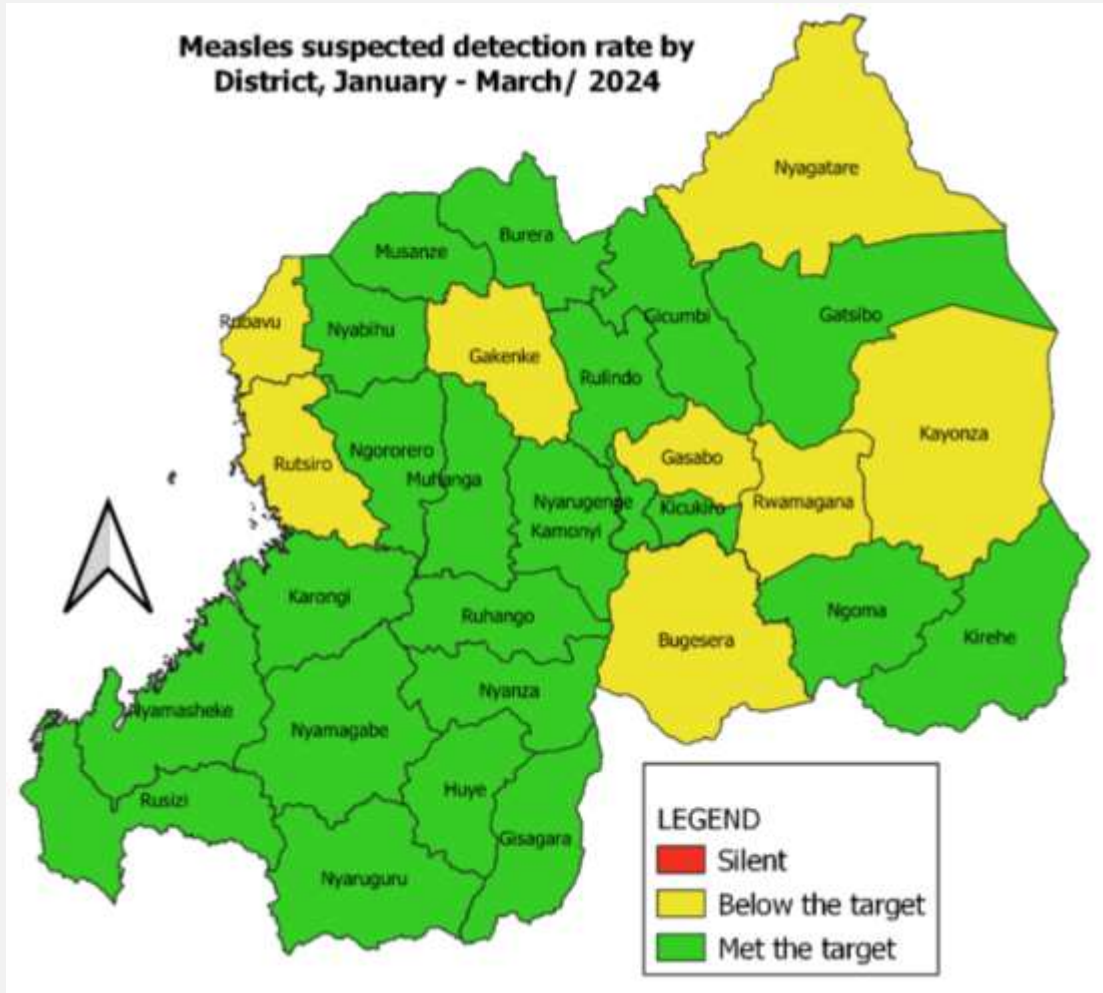 Measles suspected detection rate by
District, January - March/ 2024
Nyagatare
Burera
Musanze
Gicumbi
Gatsibo
Rubavu
Nyabihu
Gakenke
Rulindo
Kayonza
Ngororero
Gasabo
Rutsiro
Muhanga
Nyarugenge
Kicukiro
Rwamagana
Kamonyi
Karongi
Ruhango
Ngoma
Kirehe
Bugesera
Nyanza
Nyamasheke
Nyamagabe
Huye
Rusizi
Gisagara
Nyaruguru
LEGEND
Silent
Below the target
Met the target